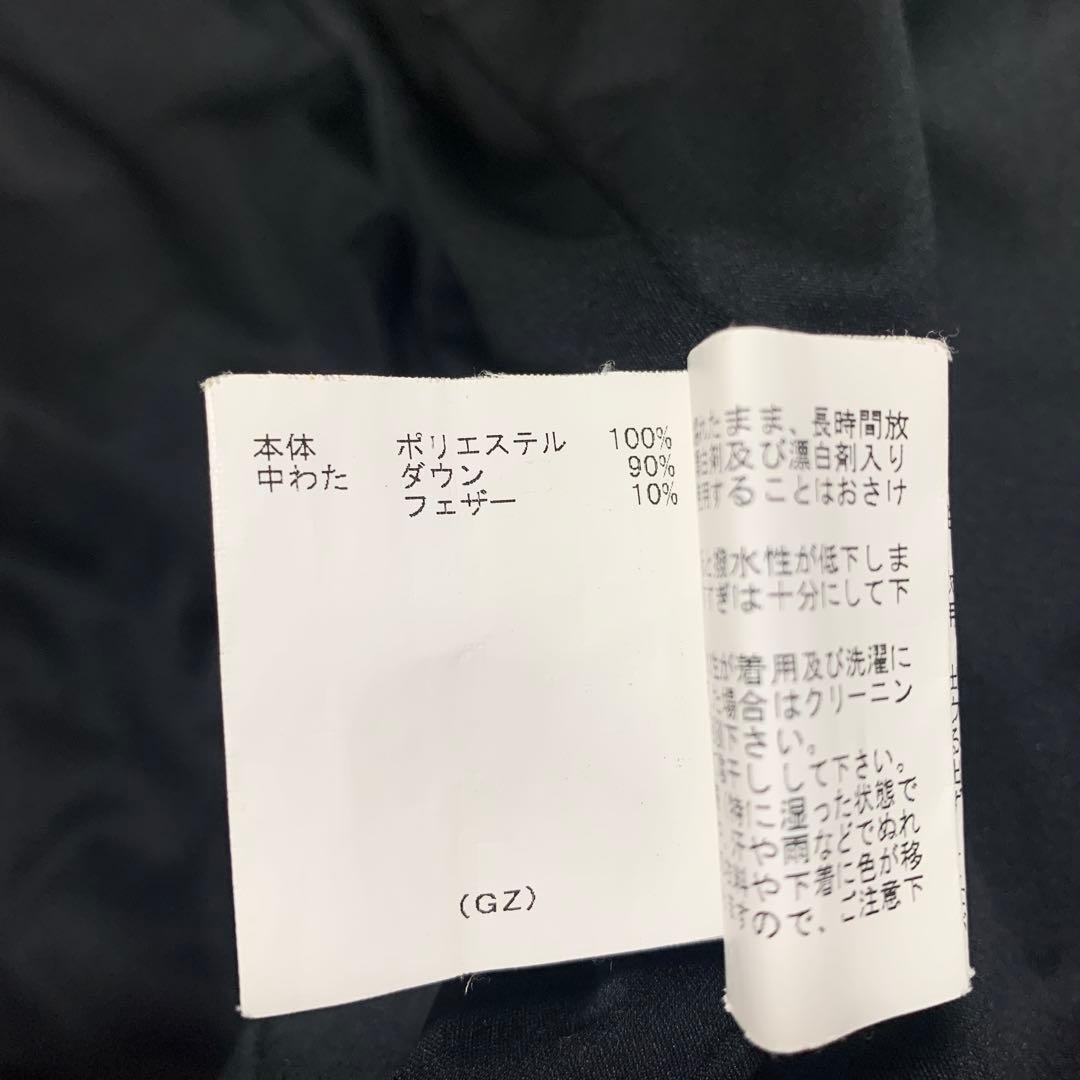 本体 ポリエステル 100%
中わた ダウン 90%
フェザー 10%
(GZ)
たまま、長時間放
白剤及び漂白剤入り
用することはおさけ
と撥水性が低下しま
すぎは十分にして下
が着用及び洗濯に
場合はクリーニン
下さい。
干しして下さい。
特に湿った状態で
や雨などでぬれ
や下着に色が移
ので、ご注意下